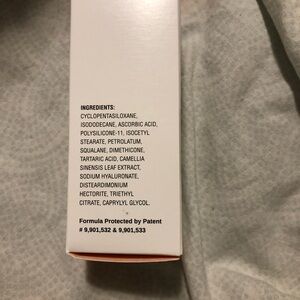 INGREDIENTS:
CYCLOPENTASILOXANE,
ISODODECANE, ASCORBIC ACID,
POLYSILICONE-11, ISOCETYL
STEARATE, PETROLATUM,
SQUALANE, DIMETHICONE,
TARTARIC ACID, CAMELLIA
SINENSIS LEAF EXTRACT,
SODIUM HYALURONATE,
DISTEARDIMONIUM
HECTORITE, TRIETHYL
CITRATE, CAPRYLYL GLYCOL.
Formula Protected by Patent
# 9,901,532 & 9,901,533